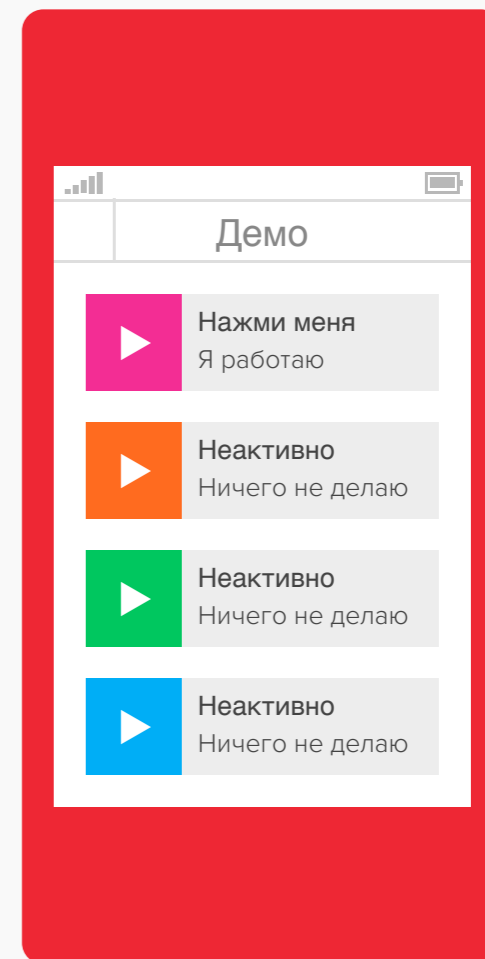 Демо
Нажми меня
Я работаю
Неактивно
Ничего не делаю
Неактивно
Ничего не делаю
Неактивно
Ничего не делаю